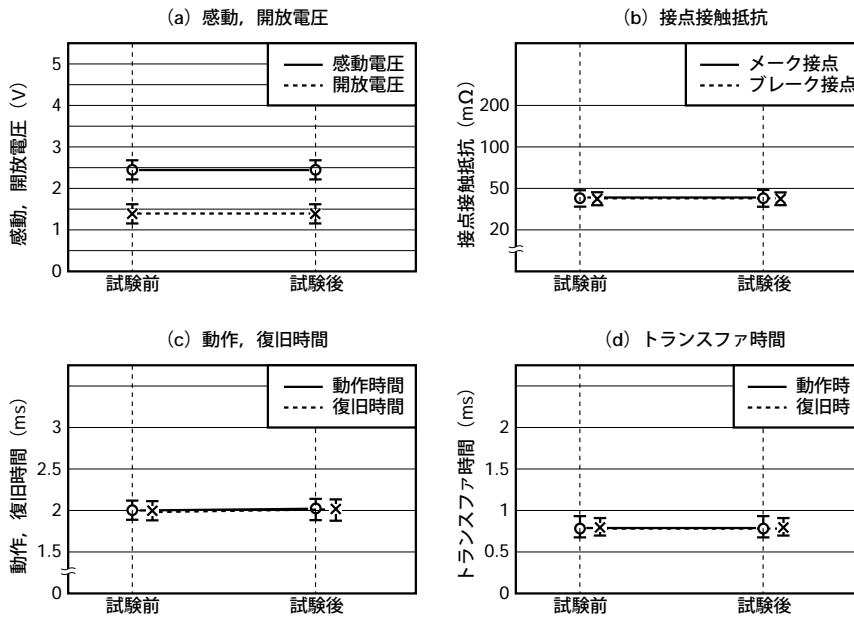 (a) 感動，開放電圧
感動，開放電圧（V）
5
4
3
2
1
0
感動電圧
開放電圧
試験前
試験後
(b) 接点接触抵抗
接点接触抵抗（mΩ）
200
100
50
20
メーク接点
ブレーク接点
試験前
試験後
(c) 動作，復旧時間
動作，復旧時間（ms）
3
2.5
2
1.5
0
動作時間
復旧時間
試験前
試験後
(d) トランスファ時間
トランスファ時間（ms）
2
1.5
1
0.5
0
動作時
復旧時
試験前
試験後